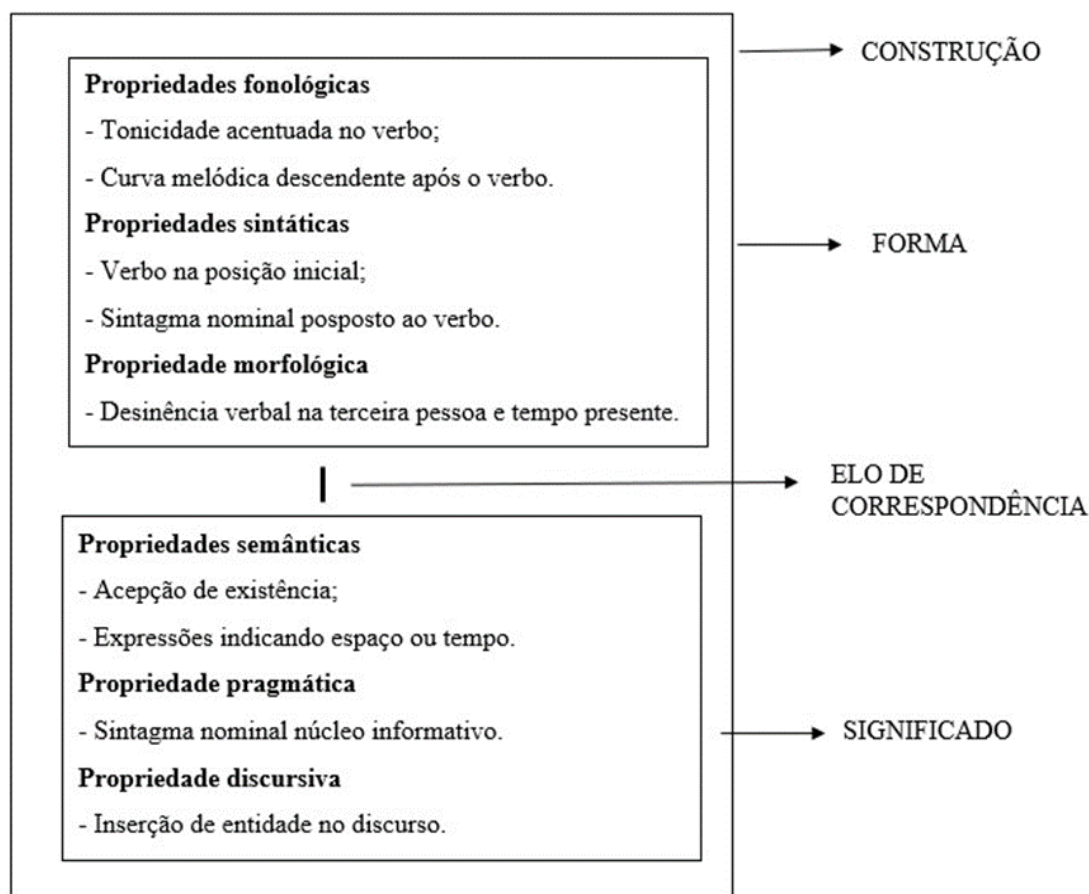 CONSTRUÇÃO
Propriedades fonológicas
- Tonicidade acentuada no verbo;
- Curva melódica descendente após o verbo.
Propriedades sintáticas
FORMA
- Verbo na posição inicial;
- Sintagma nominal posposto ao verbo.
Propriedade morfológica
- Desinência verbal na terceira pessoa e tempo presente.
ELO DE
CORRESPONDÊNCIA
Propriedades semânticas
- Acepção de existência;
- Expressões indicando espaço ou tempo.
Propriedade pragmática
- Sintagma nominal núcleo informativo.
SIGNIFICADO
Propriedade discursiva
- Inserção de entidade no discurso.